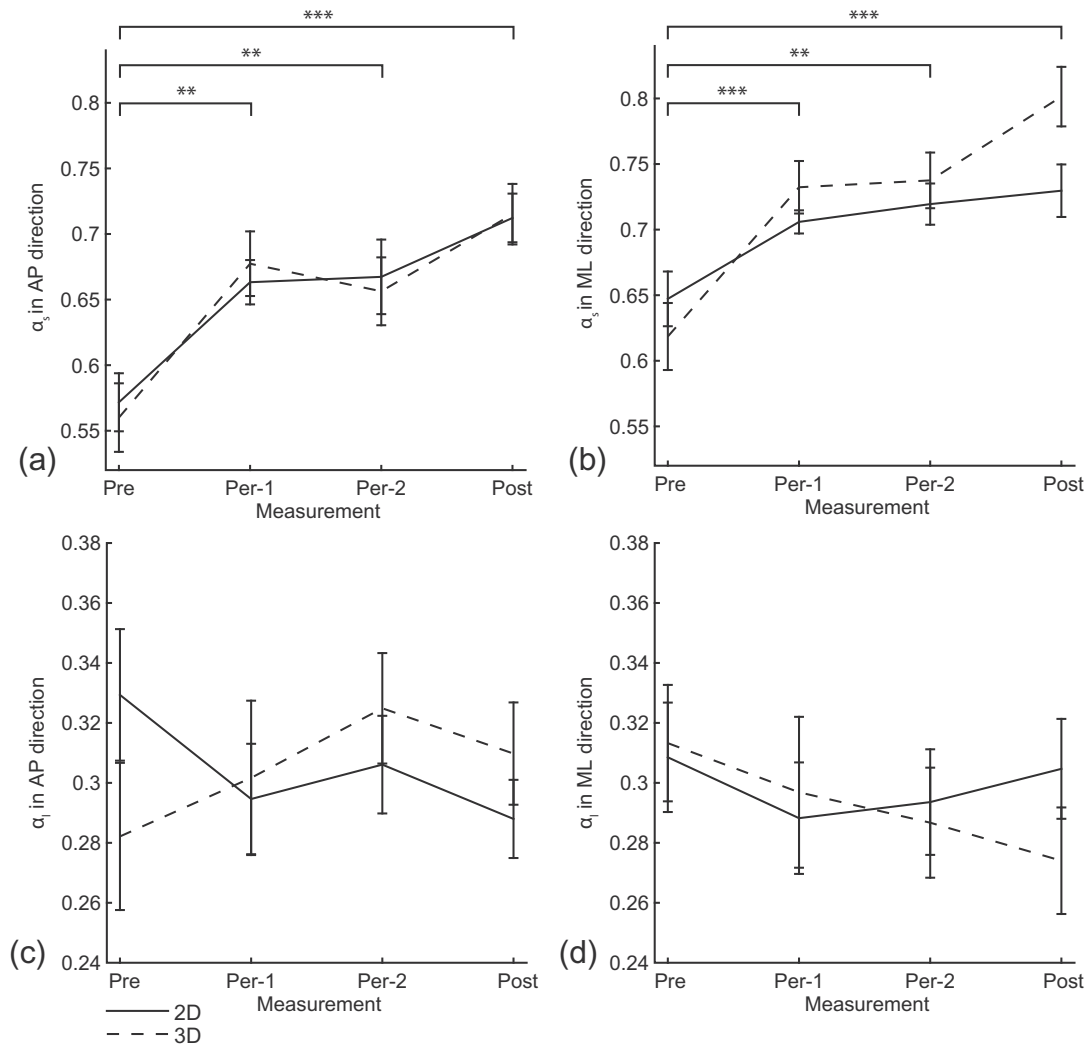 ***
**
**
0.8
0.75
0.7
0.65
0.6
0.55
αs in AP direction
(a)
Pre Per-1 Per-2 Post
Measurement
***
**
***
0.8
0.75
0.7
0.65
0.6
0.55
αs in ML direction
(b)
Pre Per-1 Per-2 Post
Measurement
0.38
0.36
0.34
0.32
0.3
0.28
0.26
0.24
αl in AP direction
(c)
Pre Per-1 Per-2 Post
Measurement
0.38
0.36
0.34
0.32
0.3
0.28
0.26
0.24
αl in ML direction
(d)
Pre Per-1 Per-2 Post
Measurement
2D
3D